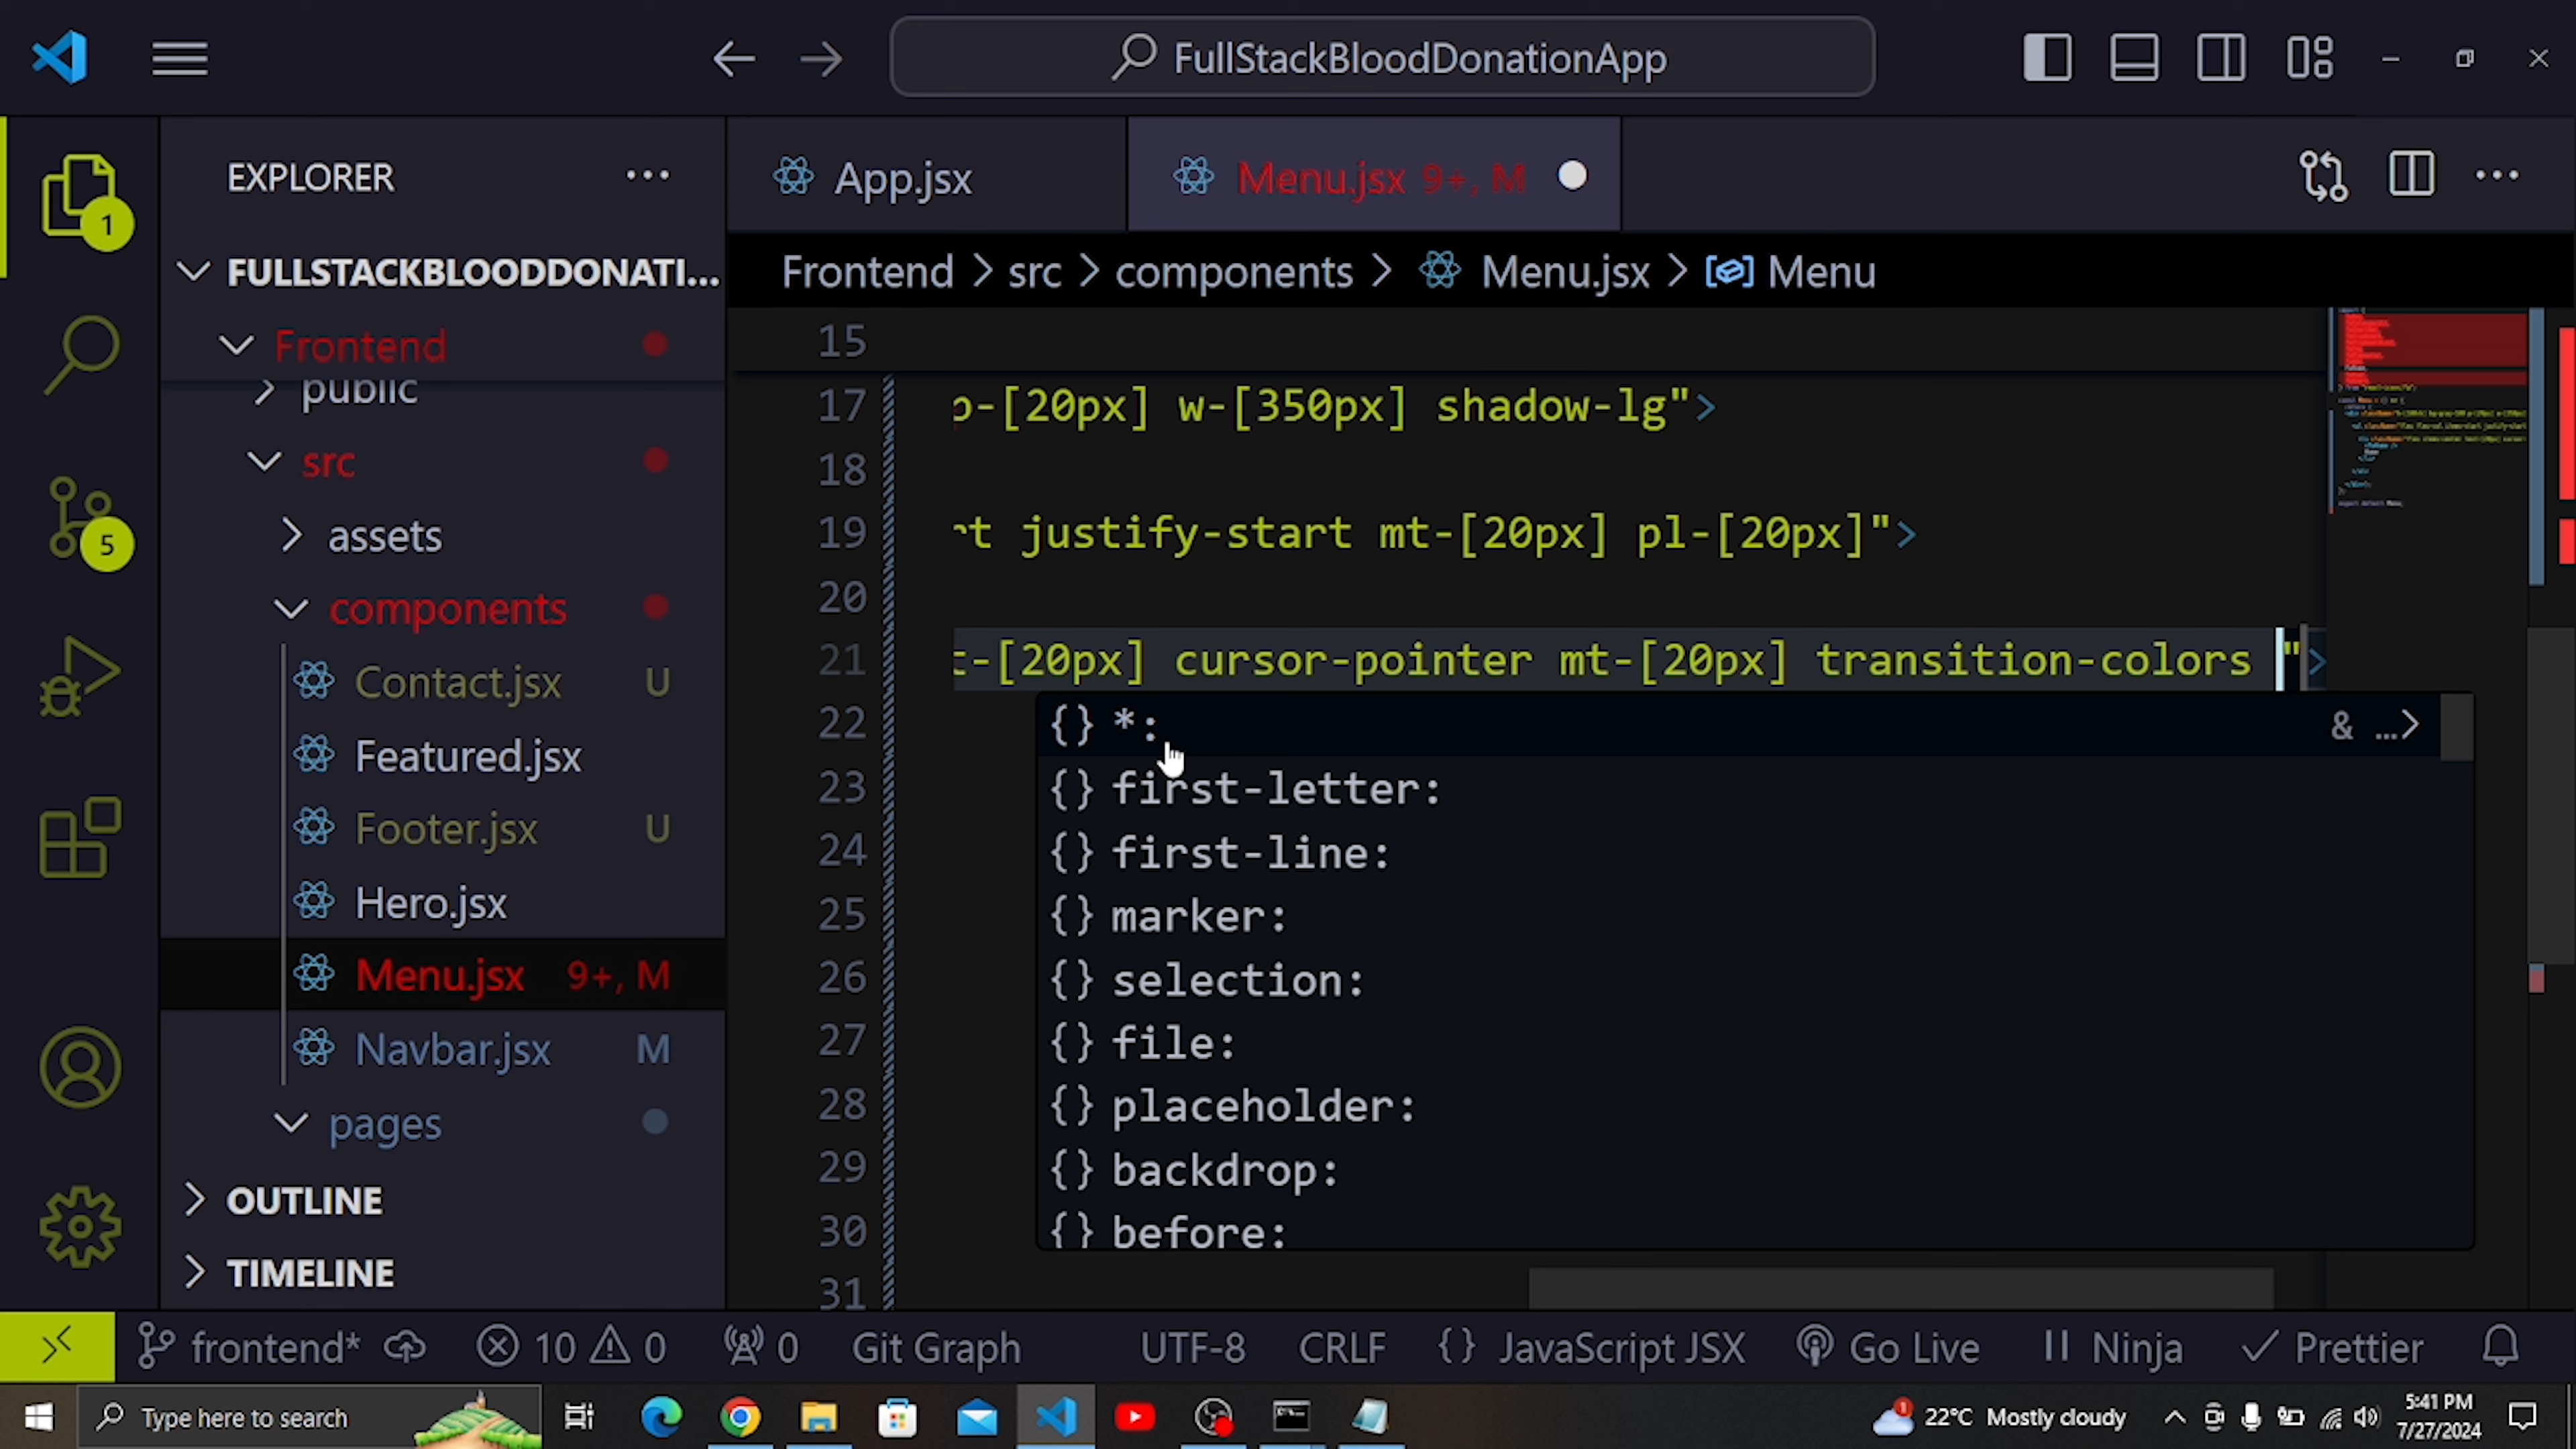 FullStackBloodDonationApp
EXPLORER
App.jsx
Menu.jsx 9+, M
1
FULLSTACKBLOODDONATI...
Frontend > src > components > Menu.jsx > Menu
Frontend
public
src
assets
components
Contact.jsx U
Featured.jsx
Footer.jsx U
Hero.jsx
Menu.jsx 9+, M
Navbar.jsx M
pages
OUTLINE
TIMELINE
5
15
17 p-[20px] w-[350px] shadow-lg">
18
19 rt justify-start mt-[20px] pl-[20px]">
20
21 t-[20px] cursor-pointer mt-[20px] transition-colors ">
22 {} *: & …>
23 {} first-letter:
24 {} first-line:
25 {} marker:
26 {} selection:
27 {} file:
28 {} placeholder:
29 {} backdrop:
30 {} before:
31
frontend* 10 0 0 Git Graph UTF-8 CRLF {} JavaScript JSX Go Live Ninja Prettier
Type here to search
1
22°C Mostly cloudy
5:41 PM
7/27/2024